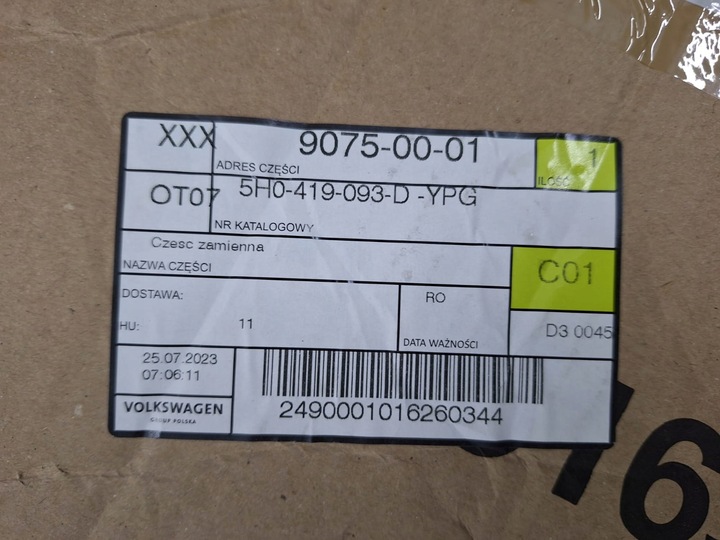 XXX 9075-00-01 1
ADRES CZĘŚCI ILOŚĆ
OT07 5H0-419-093-D -YPG
NR KATALOGOWY
Czesc zamienna
NAZWA CZĘŚCI
C01
DOSTAWA:
RO
HU: 11
DATA WAŻNOŚCI
D3 0045
25.07.2023
07:06:11
VOLKSWAGEN
GROUP POLSKA
2490001016260344